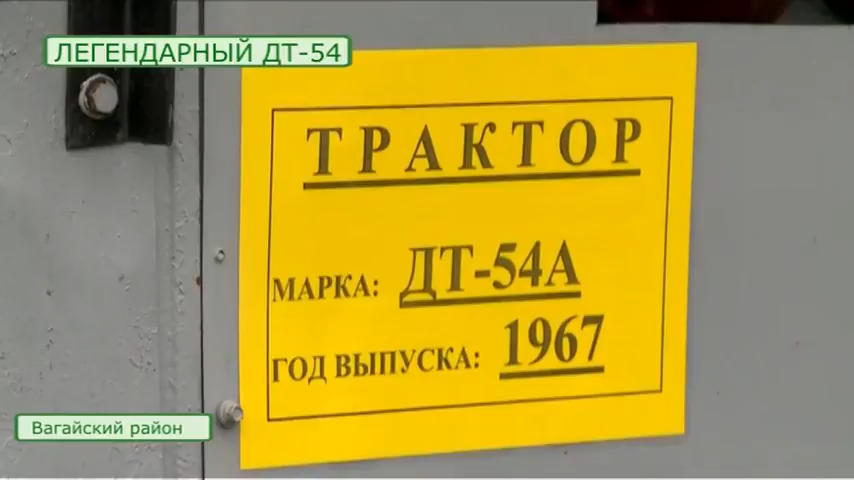 ЛЕГЕНДАРНЫЙ ДТ-54
ТРАКТОР
МАРКА: ДТ-54А
ГОД ВЫПУСКА: 1967
Вагайский район